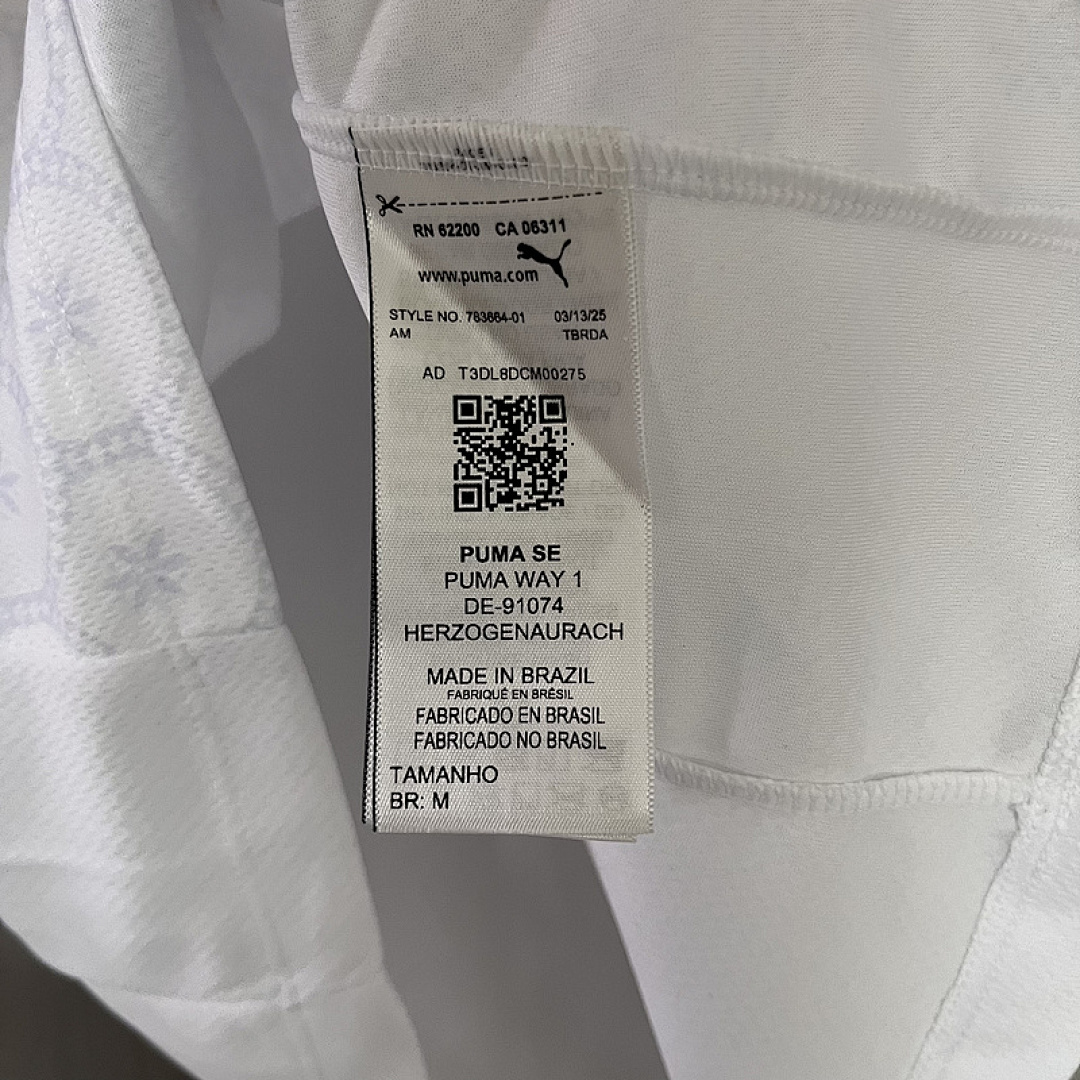 RN 62200 CA 06311
www.puma.com
STYLE NO. 783664-01 03/13/25
AM TBRDA
AD T3DL8DCM00275
PUMA SE
PUMA WAY 1
DE-91074
HERZOGENAURACH
MADE IN BRAZIL
FABRIQUÉ EN BRÉSIL
FABRICADO EN BRASIL
FABRICADO NO BRASIL
TAMANHO
BR: M